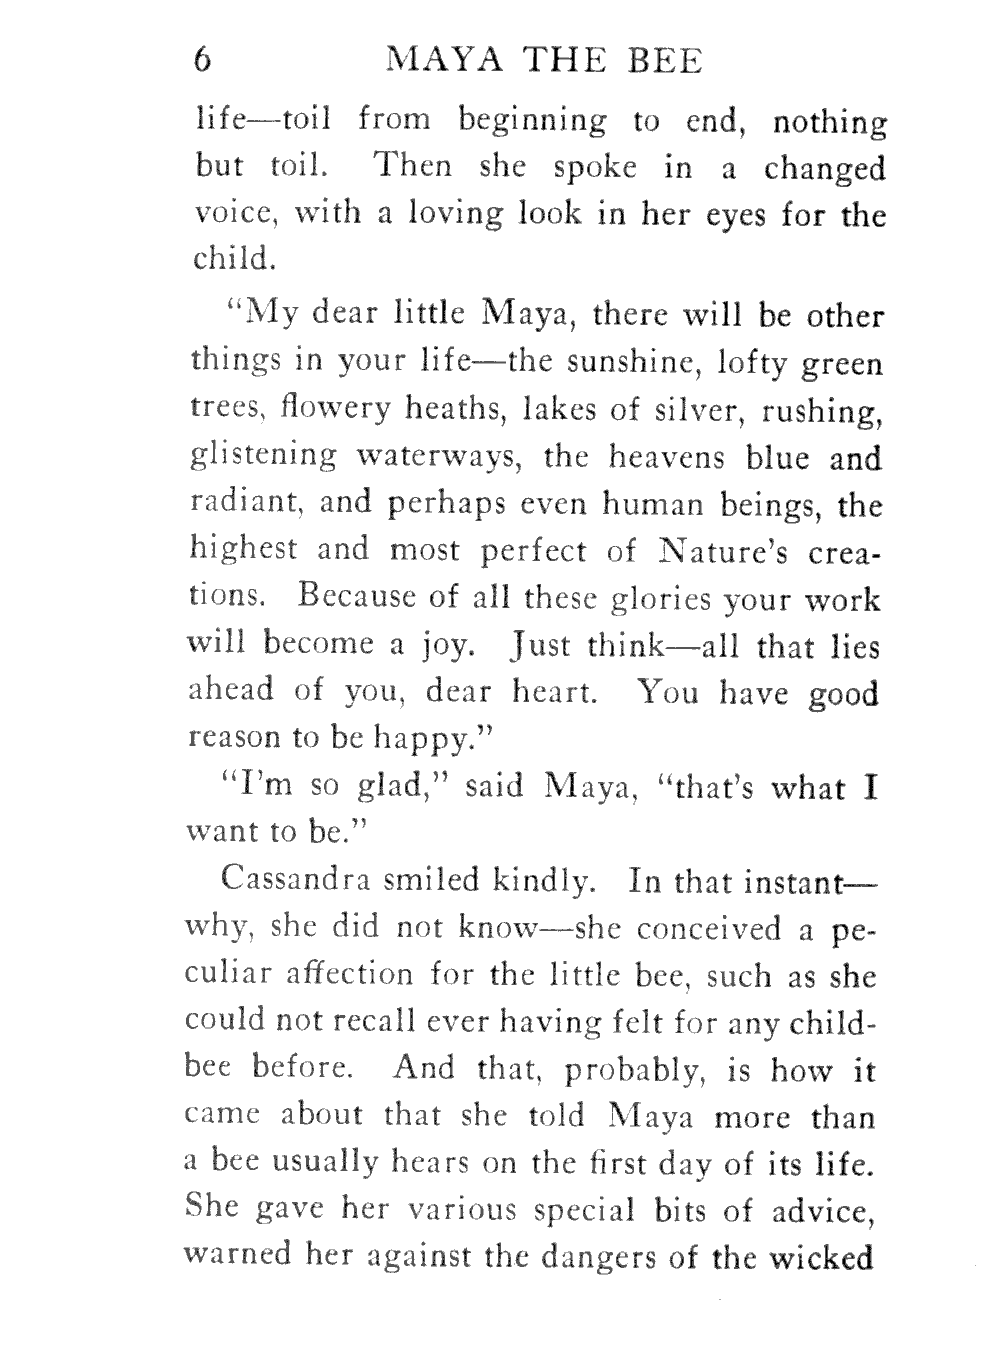 6 MAYA THE BEE
life—toil from beginning to end, nothing
but toil. Then she spoke in a changed
voice, with a loving look in her eyes for the
child.
“My dear little Maya, there will be other
things in your life—the sunshine, lofty green
trees, flowery heaths, lakes of silver, rushing,
glistening waterways, the heavens blue and
radiant, and perhaps even human beings, the
highest and most perfect of Nature’s crea-
tions. Because of all these glories your work
will become a joy. Just think—all that lies
ahead of you, dear heart. You have good
reason to be happy.”
“I’m so glad,” said Maya, “that’s what I
want to be.”
Cassandra smiled kindly. In that instant—
why, she did not know—she conceived a pe-
culiar affection for the little bee, such as she
could not recall ever having felt for any child-
bee before. And that, probably, is how it
came about that she told Maya more than
a bee usually hears on the first day of its life.
She gave her various special bits of advice,
warned her against the dangers of the wicked